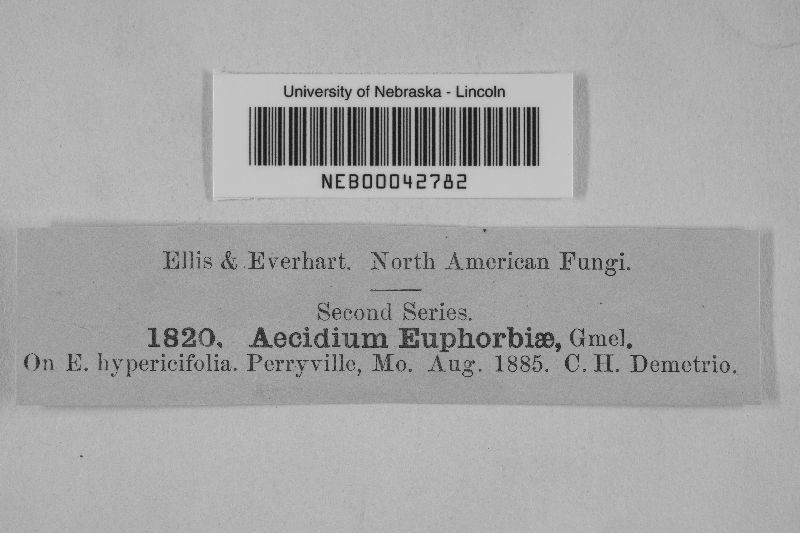 University of Nebraska - Lincoln
NEB00042782
Ellis & Everhart. North American Fungi.
Second Series.
1820. Aecidium Euphorbiæ, Gmel.
On E. hypericifolia. Perryville, Mo. Aug. 1885. C. H. Demetrio.